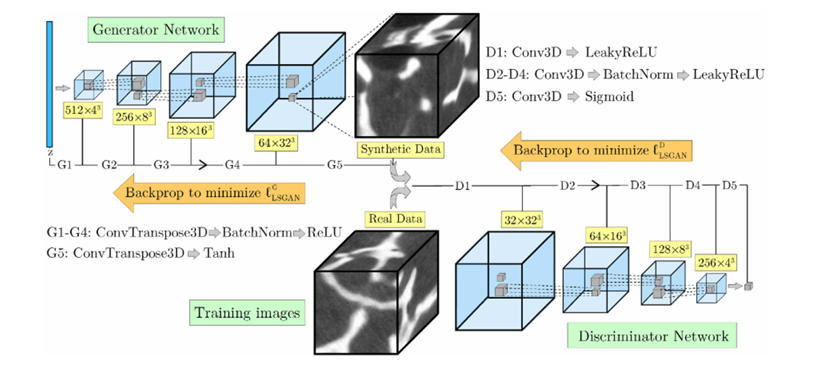 Generator Network
D1: Conv3D ⇨ LeakyReLU
D2-D4: Conv3D ⇨ BatchNorm ⇨ LeakyReLU
D5: Conv3D ⇨ Sigmoid
512×4³
256×8³
128×16³
64×32³
Synthetic Data
z
G1 G2 G3 G4 G5
Backprop to minimize ℓ^D_LSGAN
Backprop to minimize ℓ^G_LSGAN
D1 D2 D3 D4 D5
Real Data
32×32³
64×16³
128×8³
256×4³
G1-G4: ConvTranspose3D ⇨ BatchNorm ⇨ ReLU
G5: ConvTranspose3D ⇨ Tanh
Training images
Discriminator Network